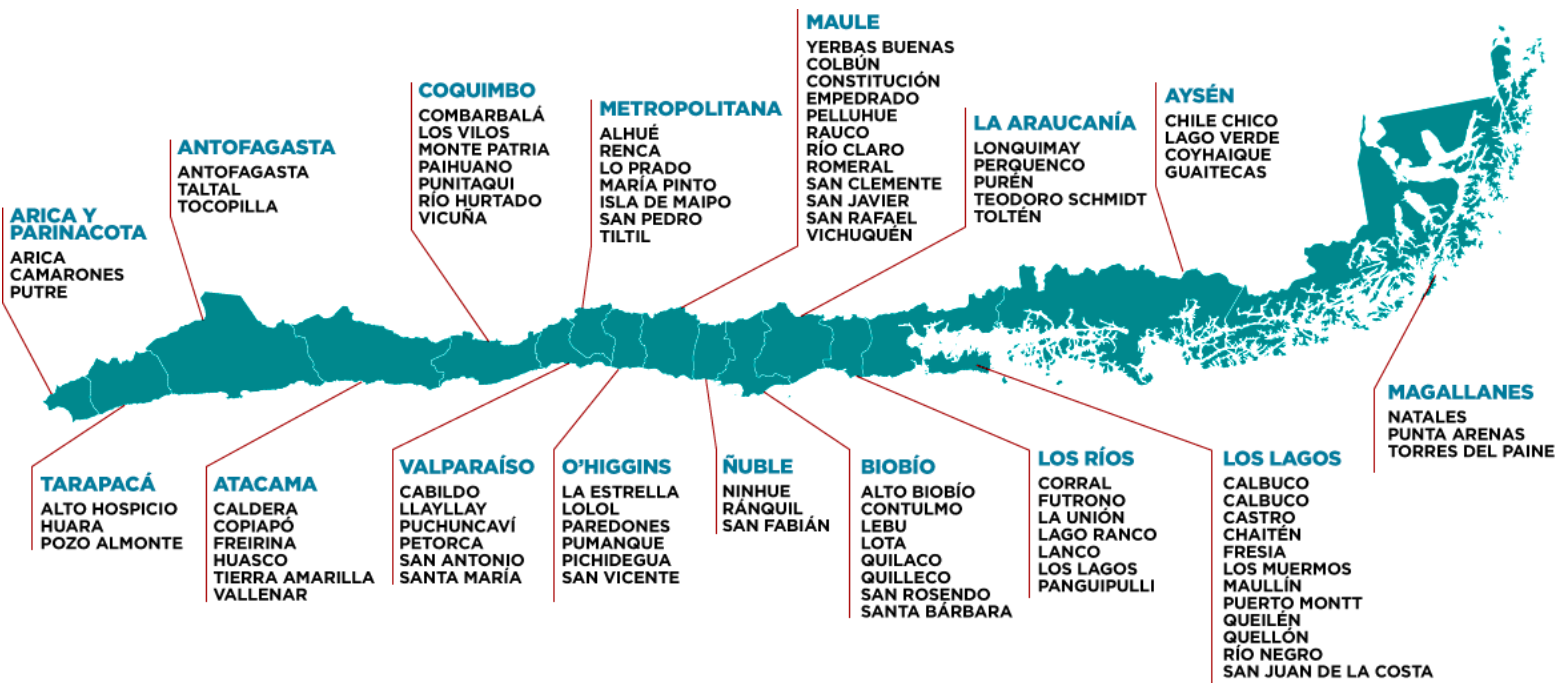 ARICA Y
PARINACOTA
ARICA
CAMARONES
PUTRE
ANTOFAGASTA
ANTOFAGASTA
TALTAL
TOCOPILLA
COQUIMBO
COMBARBALÁ
LOS VILOS
MONTE PATRIA
PAIHUANO
PUNITAQUI
RÍO HURTADO
VICUÑA
METROPOLITANA
ALHUÉ
RENCA
LO PRADO
MARÍA PINTO
ISLA DE MAIPO
SAN PEDRO
TILTIL
MAULE
YERBAS BUENAS
COLBÚN
CONSTITUCIÓN
EMPEDRADO
PELLUHUE
RAUCO
RÍO CLARO
ROMERAL
SAN CLEMENTE
SAN JAVIER
SAN RAFAEL
VICHUQUÉN
LA ARAUCANÍA
LONQUIMAY
PERQUENCO
PURÉN
TEODORO SCHMIDT
TOLTÉN
AYSÉN
CHILE CHICO
LAGO VERDE
COYHAIQUE
GUAITECAS
TARAPACÁ
ALTO HOSPICIO
HUARA
POZO ALMONTE
ATACAMA
CALDERA
COPIAPÓ
FREIRINA
HUASCO
TIERRA AMARILLA
VALLENAR
VALPARAÍSO
CABILDO
LLAYLLAY
PUCHUNCAVÍ
PETORCA
SAN ANTONIO
SANTA MARÍA
O'HIGGINS
LA ESTRELLA
LOLOL
PAREDONES
PUMANQUE
PICHIDEGUA
SAN VICENTE
ÑUBLE
NINHUE
RÁNQUIL
SAN FABIÁN
BIOBÍO
ALTO BIOBÍO
CONTULMO
LEBU
LOTA
QUILACO
QUILLECO
SAN ROSENDO
SANTA BÁRBARA
LOS RÍOS
CORRAL
FUTRONO
LA UNIÓN
LAGO RANCO
LANCO
LOS LAGOS
PANGUIPULLI
LOS LAGOS
CALBUCO
CALBUCO
CASTRO
CHAITÉN
FRESIA
LOS MUERMOS
MAULLÍN
PUERTO MONTT
QUEILÉN
QUELLÓN
RÍO NEGRO
SAN JUAN DE LA COSTA
MAGALLANES
NATALES
PUNTA ARENAS
TORRES DEL PAINE